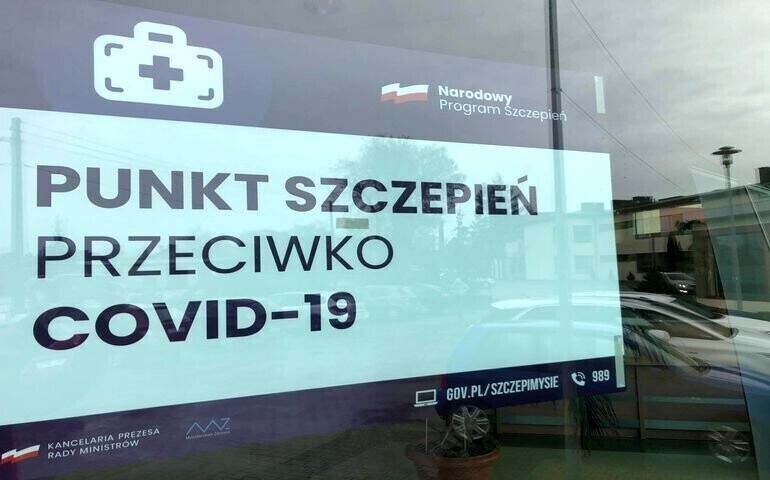 Narodowy
Program Szczepień
PUNKT SZCZEPIEŃ
PRZECIWKO
COVID-19
GOV.PL/SZCZEPIMYSIE 989
KANCELARIA PREZESA
RADY MINISTRÓW